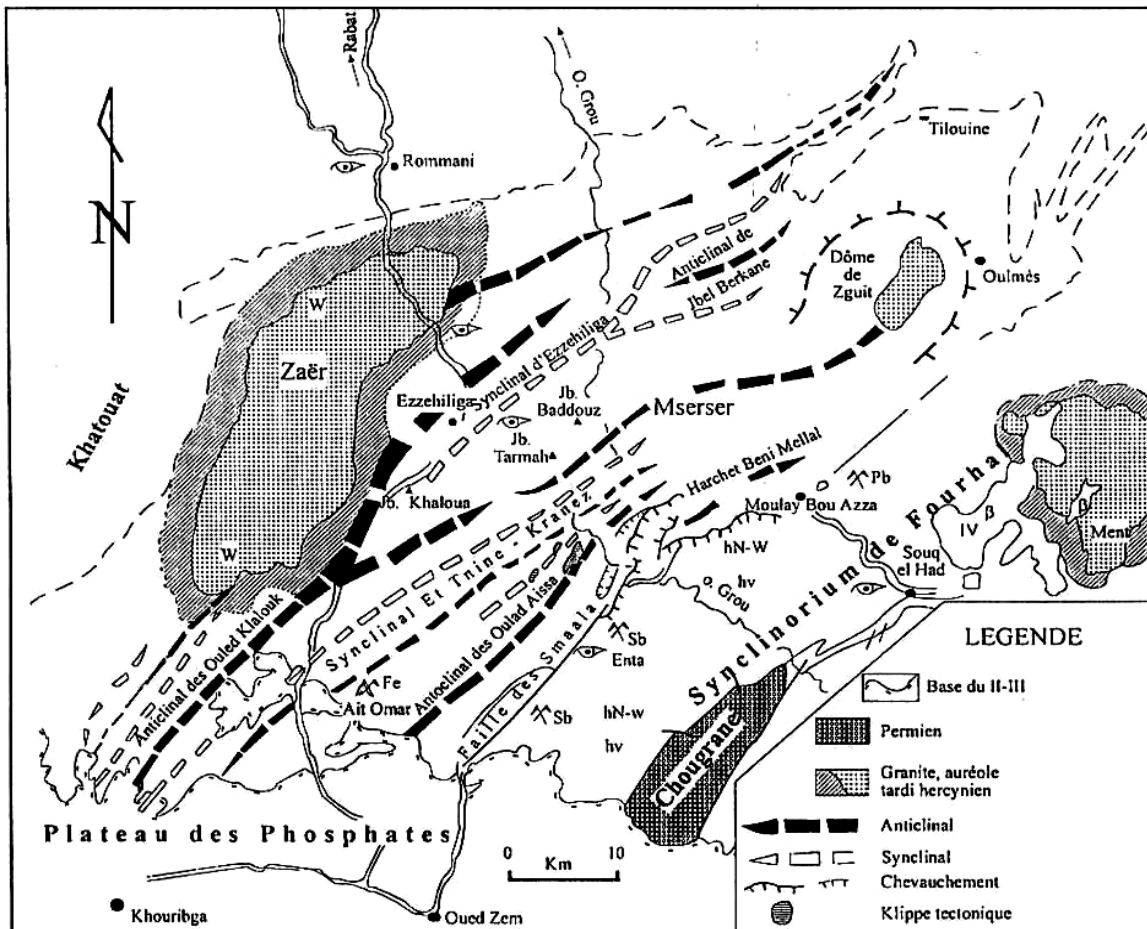 Rabat
O. Grou
Rommani
Tilouine
N
Anticlinal de
Jbel Berkane
Dôme
de
Zguit
Oulmès
W
Zaër
Khatouat
Ezzehiliga
Synclinal d'Ezzehiliga
Jb.
Baddouz
Mserser
Jb.
Tarmah
Jb. Khaloua
Harchet Beni Mellal
Moulay Bou Azza
Pb
W
Synclinal Et Tnine - Kranez
hN-W
Synclinorium de Fourhal
IV
β
β
Ment
Souq
el Had
o. Grou
hv
Anticlinal des Ouled Klalouk
Antoclinal des Oulad Aissa
Faille des Smaala
Sb
Enta
Fe
Ait Omar
Sb
hN-w
hv
Chougrane
Plateau des Phosphates
0 10
Km
Khouribga
Oued Zem
LEGENDE
Base du II-III
Permien
Granite, auréole
tardi hercynien
Anticlinal
Synclinal
Chevauchement
Klippe tectonique